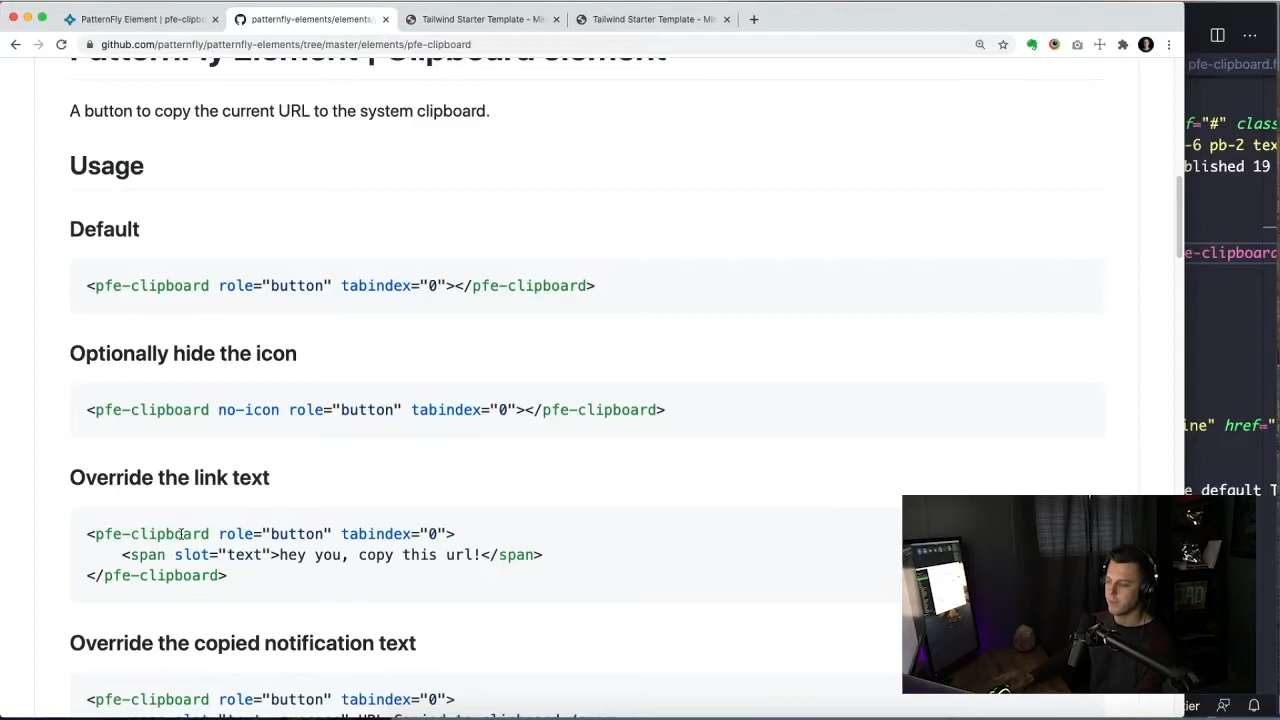 PatternFly Element | pfe-clipbo
patternfly-elements/elements/
Tailwind Starter Template - Mi
Tailwind Starter Template - Mi
github.com/patternfly/patternfly-elements/tree/master/elements/pfe-clipboard
PatternFly Element | Clipboard element
A button to copy the current URL to the system clipboard.
Usage
Default
<pfe-clipboard role="button" tabindex="0"></pfe-clipboard>
Optionally hide the icon
<pfe-clipboard no-icon role="button" tabindex="0"></pfe-clipboard>
Override the link text
<pfe-clipboard role="button" tabindex="0">
<span slot="text">hey you, copy this url!</span>
</pfe-clipboard>
Override the copied notification text
<pfe-clipboard role="button" tabindex="0">
pfe-clipboard.
f="#" class
-6 pb-2 tex
blished 19
e-clipboard
ine" href="
e default T
tier